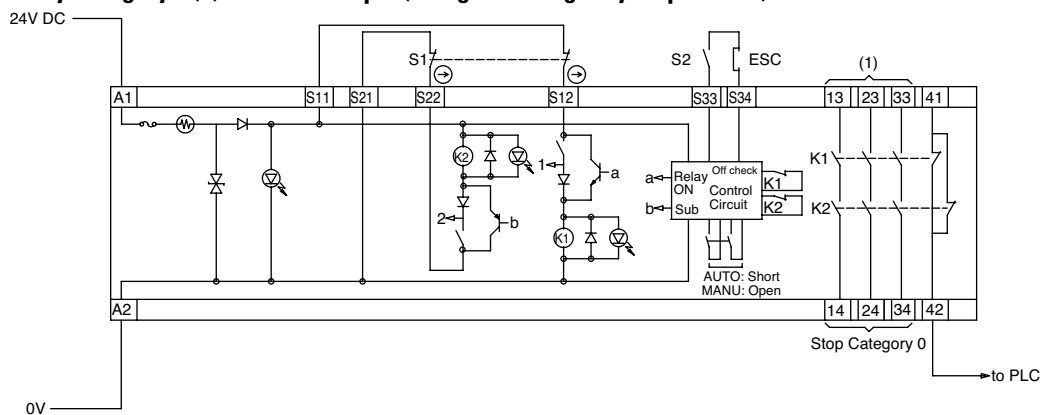 24V DC
S1
S2
ESC
(1)
A1
S11
S21
S22
S12
S33
S34
13
23
33
41
K2
1
a
2
b
K1
a
Relay ON
Off check
Control Circuit
b
Sub
K1
K2
K1
K2
AUTO: Short
MANU: Open
A2
14
24
34
42
Stop Category 0
to PLC
0V